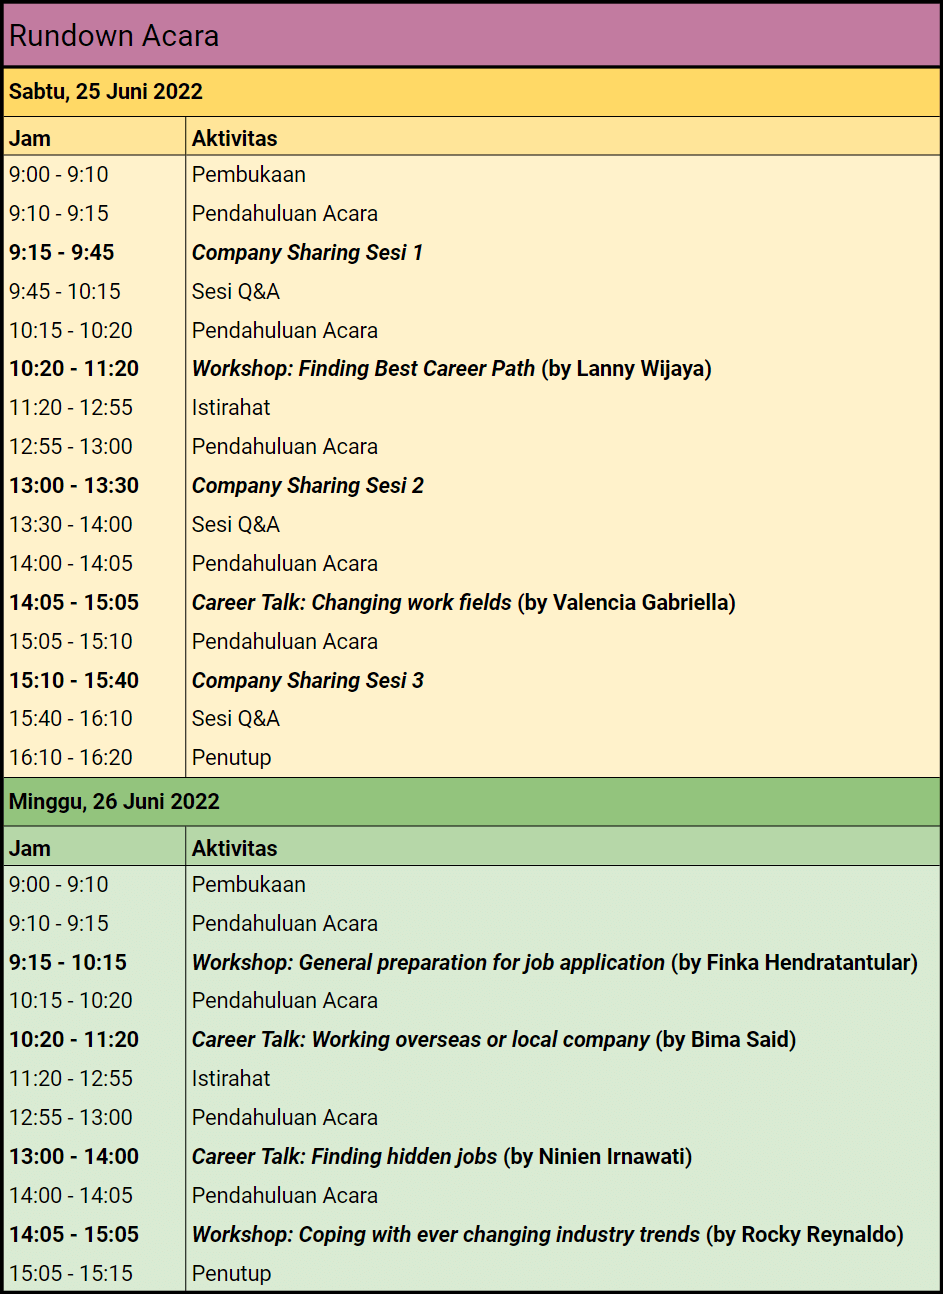 Rundown Acara
Sabtu, 25 Juni 2022
Jam Aktivitas
9:00 - 9:10 Pembukaan
9:10 - 9:15 Pendahuluan Acara
9:15 - 9:45 Company Sharing Sesi 1
9:45 - 10:15 Sesi Q&A
10:15 - 10:20 Pendahuluan Acara
10:20 - 11:20 Workshop: Finding Best Career Path (by Lanny Wijaya)
11:20 - 12:55 Istirahat
12:55 - 13:00 Pendahuluan Acara
13:00 - 13:30 Company Sharing Sesi 2
13:30 - 14:00 Sesi Q&A
14:00 - 14:05 Pendahuluan Acara
14:05 - 15:05 Career Talk: Changing work fields (by Valencia Gabriella)
15:05 - 15:10 Pendahuluan Acara
15:10 - 15:40 Company Sharing Sesi 3
15:40 - 16:10 Sesi Q&A
16:10 - 16:20 Penutup
Minggu, 26 Juni 2022
Jam Aktivitas
9:00 - 9:10 Pembukaan
9:10 - 9:15 Pendahuluan Acara
9:15 - 10:15 Workshop: General preparation for job application (by Finka Hendratantular)
10:15 - 10:20 Pendahuluan Acara
10:20 - 11:20 Career Talk: Working overseas or local company (by Bima Said)
11:20 - 12:55 Istirahat
12:55 - 13:00 Pendahuluan Acara
13:00 - 14:00 Career Talk: Finding hidden jobs (by Ninien Irnawati)
14:00 - 14:05 Pendahuluan Acara
14:05 - 15:05 Workshop: Coping with ever changing industry trends (by Rocky Reynaldo)
15:05 - 15:15 Penutup